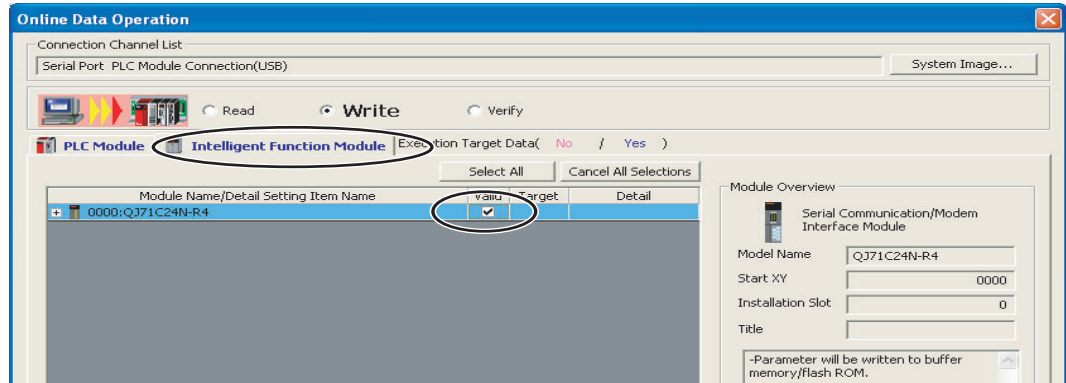 Online Data Operation
Connection Channel List
Serial Port PLC Module Connection(USB)
System Image...
Read
Write
Verify
PLC Module
Intelligent Function Module
Execution Target Data( No / Yes )
Select All
Cancel All Selections
Module Name/Detail Setting Item Name
Valid
Target
Detail
0000:QJ71C24N-R4
Module Overview
Serial Communication/Modem
Interface Module
Model Name
QJ71C24N-R4
Start XY
0000
Installation Slot
0
Title
-Parameter will be written to buffer
memory/flash ROM.